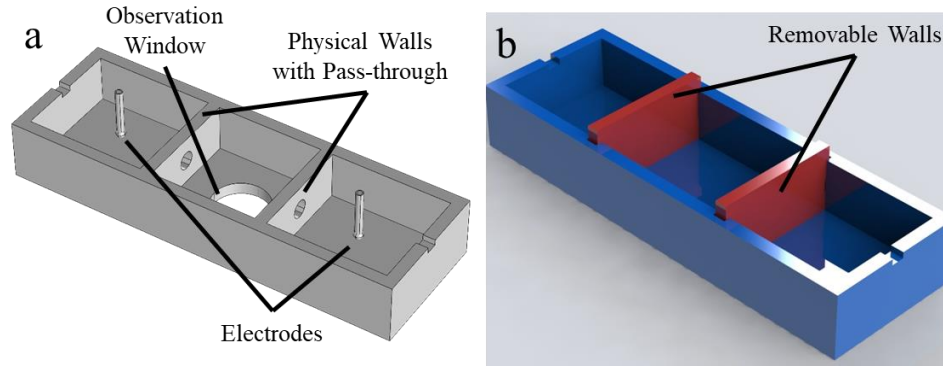 a
Observation
Window
Physical Walls
with Pass-through
Electrodes
b
Removable Walls